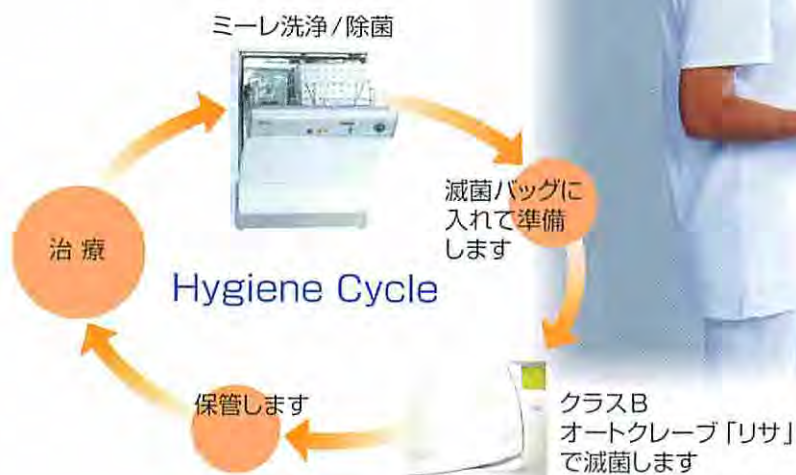 ミーレ洗浄/除菌
滅菌バッグに
入れて準備
します
治 療
Hygiene Cycle
保管します
クラスB
オートクレーブ「リサ」
で滅菌します